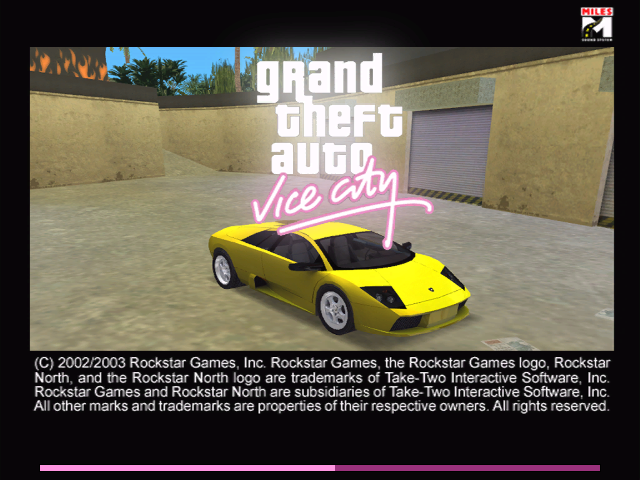 MILES
SOUND SYSTEM
grand
theft
auto
Vice City
(C) 2002/2003 Rockstar Games, Inc. Rockstar Games, the Rockstar Games logo, Rockstar
North, and the Rockstar North logo are trademarks of Take-Two Interactive Software, Inc.
Rockstar Games and Rockstar North are subsidiaries of Take-Two Interactive Software, Inc.
All other marks and trademarks are properties of their respective owners. All rights reserved.